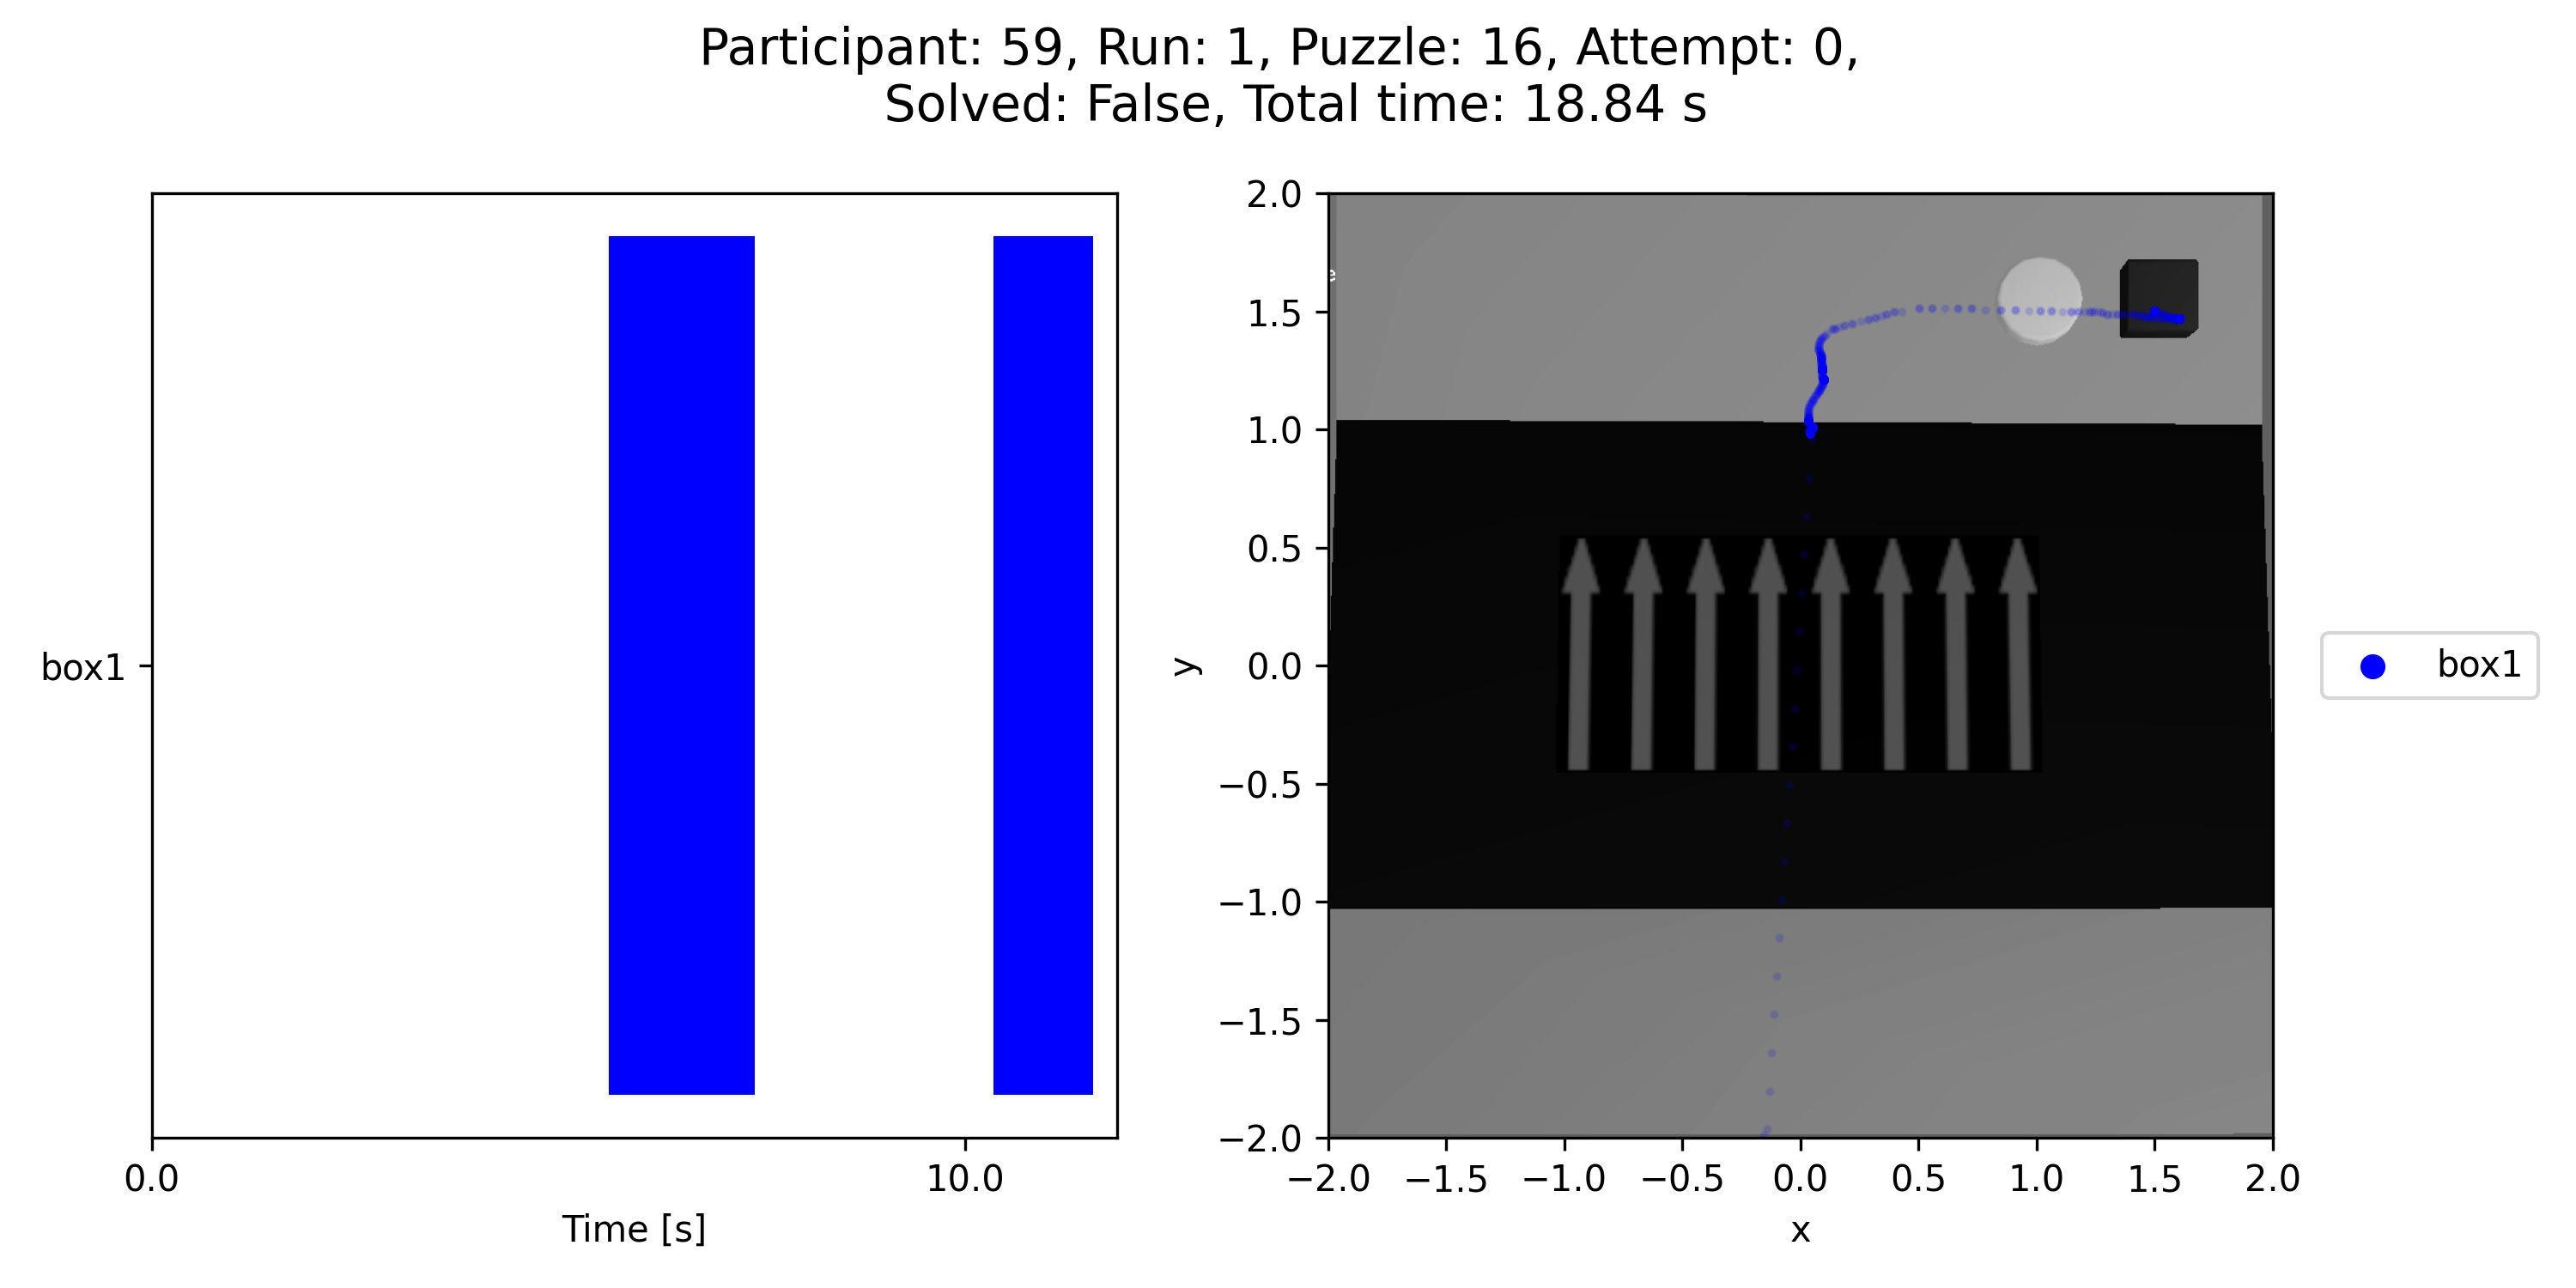 Participant: 59, Run: 1, Puzzle: 16, Attempt: 0,
Solved: False, Total time: 18.84 s
box1
0.0
10.0
Time [s]
2.0
1.5
1.0
0.5
0.0
−0.5
−1.0
−1.5
−2.0
y
e
−2.0
−1.5
−1.0
−0.5
0.0
0.5
1.0
1.5
2.0
x
box1